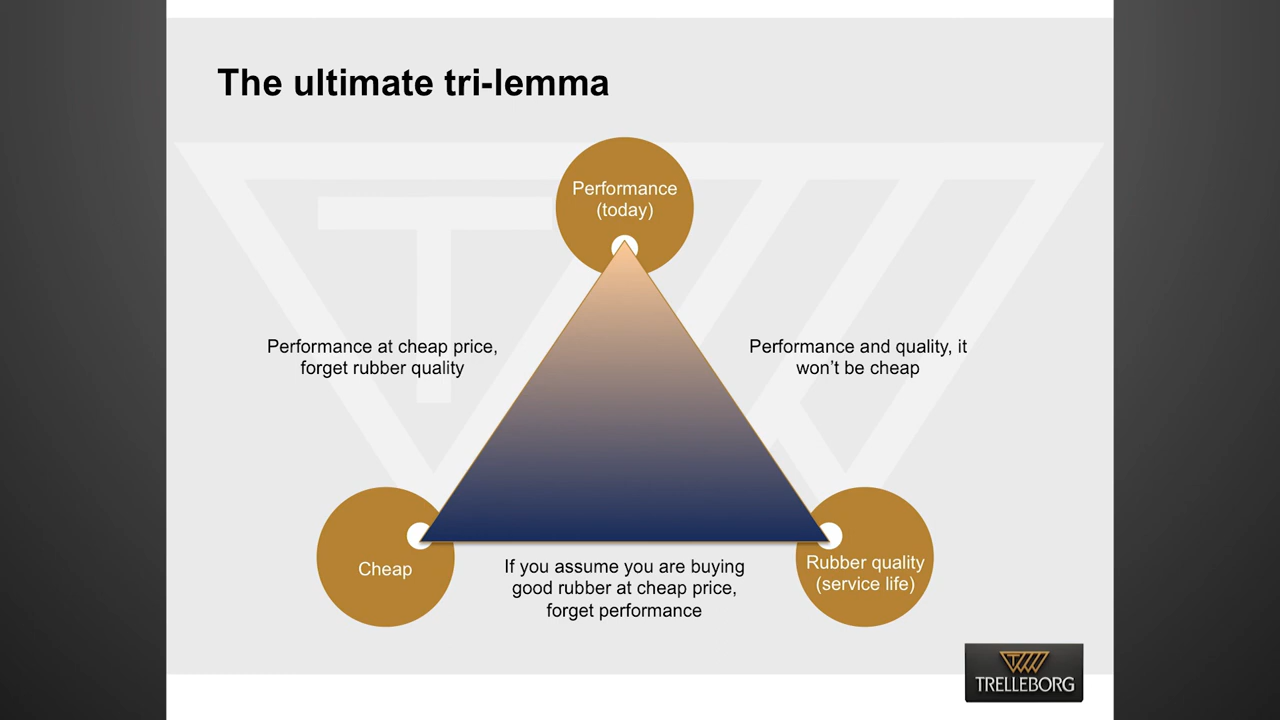 The ultimate tri-lemma
Performance
(today)
Performance at cheap price,
forget rubber quality
Performance and quality, it
won't be cheap
Cheap
If you assume you are buying
good rubber at cheap price,
forget performance
Rubber quality
(service life)
TRELLEBORG